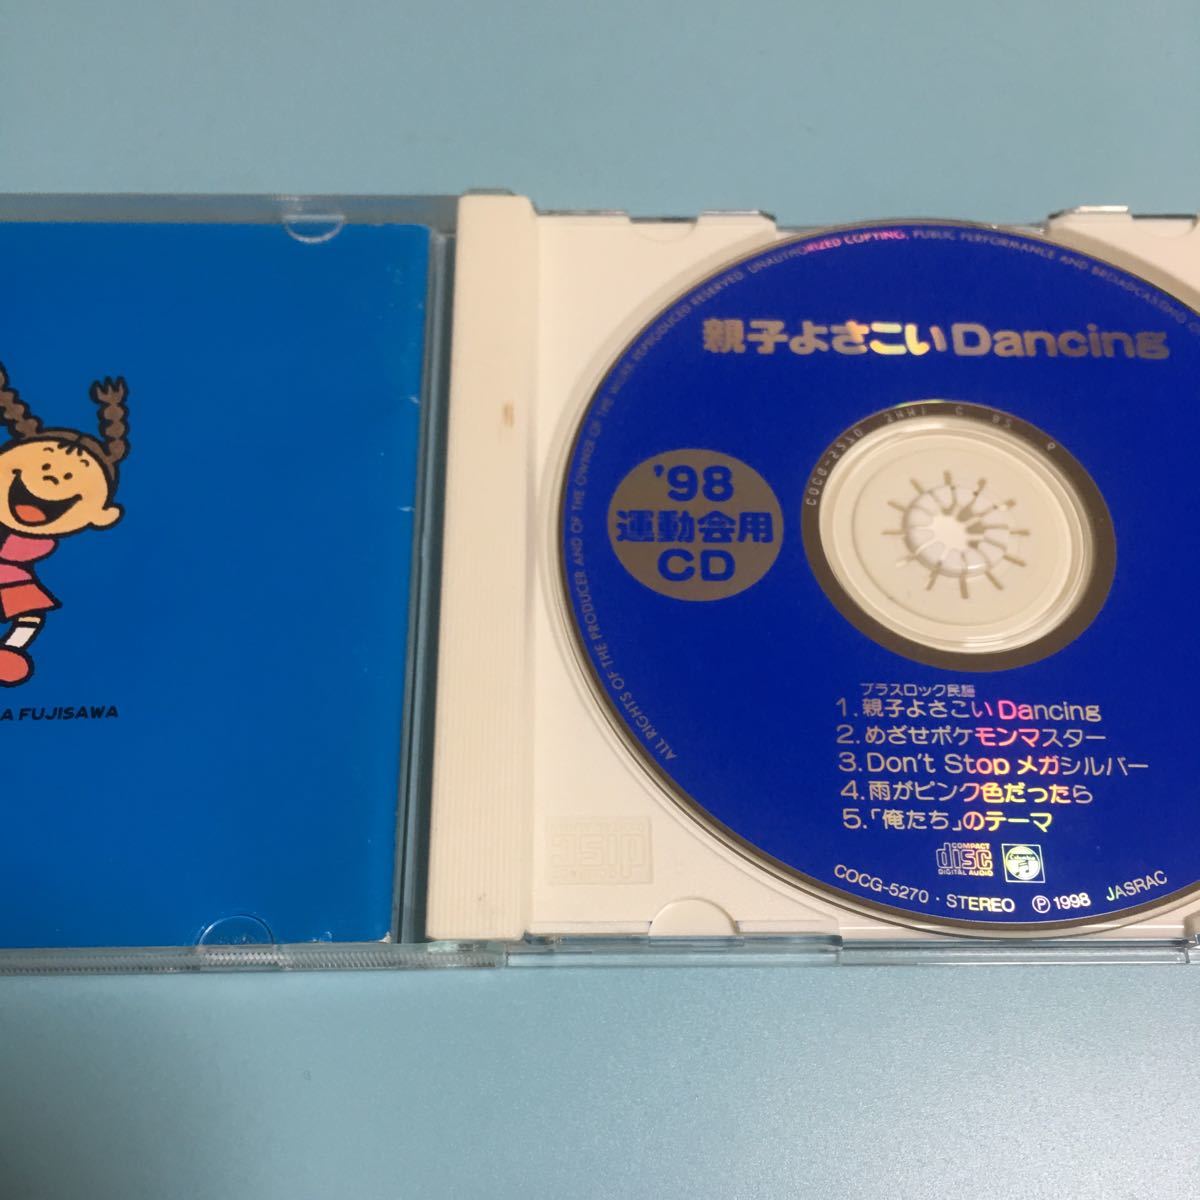 A FUJISAWA
ALL RIGHTS OF THE PRODUCER AND OF THE OWNER OF THE WORK REPRODUCED RESERVED. UNAUTHORIZED COPYING, PUBLIC PERFORMANCE AND BROADCASTING
親子よさこいDancing
'98
運動会用
CD
ブラスロック民謡
1.親子よさこいDancing
2.めざせポケモンマスター
3.Don't Stop メガシルバー
4.雨がピンク色だったら
5.「俺たち」のテーマ
COMPACT
disc
DIGITAL AUDIO
Columbia
COCG-5270・STEREO Ⓟ1998 JASRAC